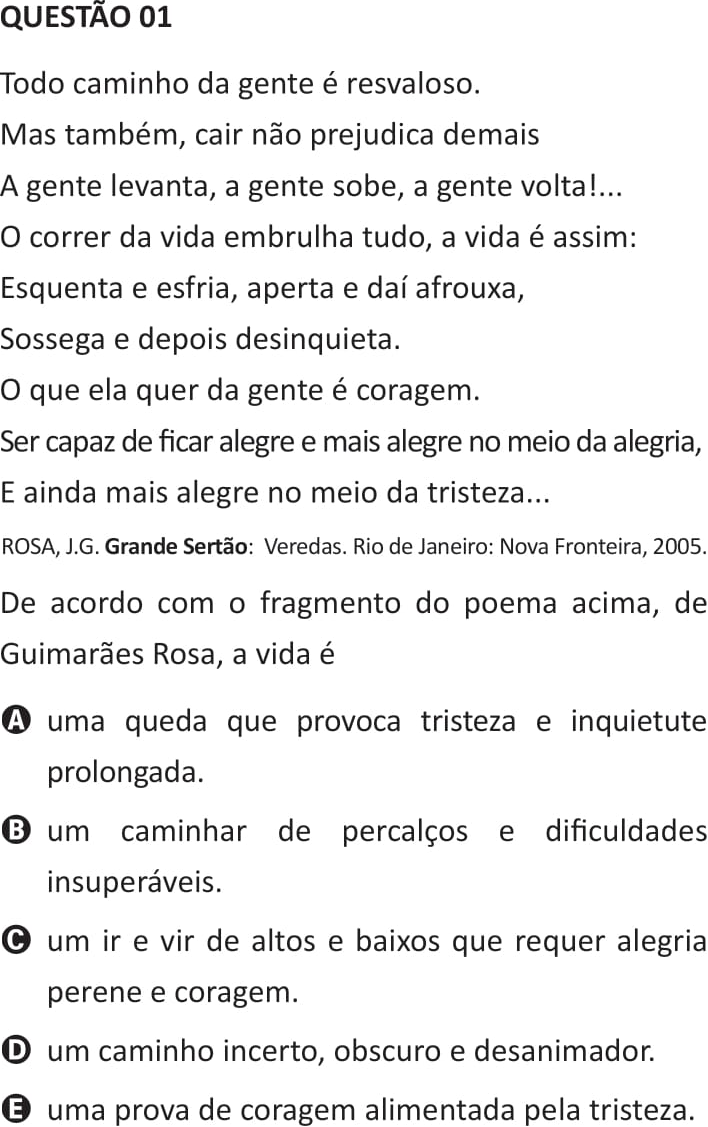 QUESTÃO 01
Todo caminho da gente é resvaloso.
Mas também, cair não prejudica demais
A gente levanta, a gente sobe, a gente volta!...
O correr da vida embrulha tudo, a vida é assim:
Esquenta e esfria, aperta e daí afrouxa,
Sossega e depois desinquieta.
O que ela quer da gente é coragem.
Ser capaz de ficar alegre e mais alegre no meio da alegria,
E ainda mais alegre no meio da tristeza...
ROSA, J.G. Grande Sertão: Veredas. Rio de Janeiro: Nova Fronteira, 2005.
De acordo com o fragmento do poema acima, de
Guimarães Rosa, a vida é
A uma queda que provoca tristeza e inquietute
prolongada.
B um caminhar de percalços e dificuldades
insuperáveis.
C um ir e vir de altos e baixos que requer alegria
perene e coragem.
D um caminho incerto, obscuro e desanimador.
E uma prova de coragem alimentada pela tristeza.